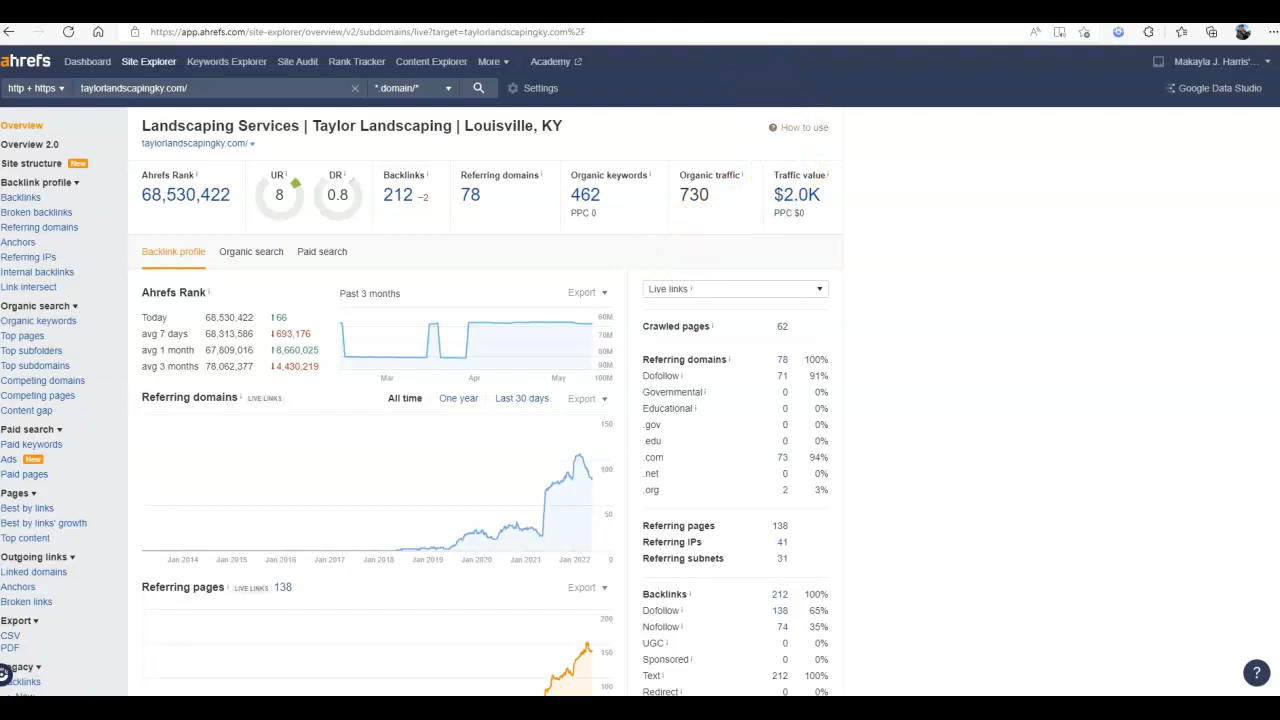 https://app.ahrefs.com/site-explorer/overview/v2/subdomains/live?target=taylorlandscapingky.com%2F
ahrefs Dashboard Site Explorer Keywords Explorer Site Audit Rank Tracker Content Explorer More Academy Makayla J. Harris'...
http + https taylorlandscapingky.com/ *.domain/* Settings Google Data Studio
Overview
Overview 2.0
Site structure New
Backlink profile
Backlinks
Broken backlinks
Referring domains
Anchors
Referring IPs
Internal backlinks
Link intersect
Organic search
Organic keywords
Top pages
Top subfolders
Top subdomains
Competing domains
Competing pages
Content gap
Paid search
Paid keywords
Ads New
Paid pages
Pages
Best by links
Best by links' growth
Top content
Outgoing links
Linked domains
Anchors
Broken links
Export
CSV
PDF
Landscaping Services | Taylor Landscaping | Louisville, KY
How to use
taylorlandscapingky.com/
Ahrefs Rank UR DR Backlinks Referring domains Organic keywords Organic traffic Traffic value
68,530,422 8 0.8 212 –2 78 462 730 $2.0K
PPC 0 PPC $0
Backlink profile Organic search Paid search
Ahrefs Rank Past 3 months Export
Today 68,530,422 ↑66
avg 7 days 68,313,586 ↓693,176
avg 1 month 67,809,016 ↑8,660,025
avg 3 months 78,062,377 ↓4,430,219
60M
70M
80M
90M
100M
Mar Apr May
Referring domains LIVE LINKS All time One year Last 30 days Export
150
100
50
0
Jan 2014 Jan 2015 Jan 2016 Jan 2017 Jan 2018 Jan 2019 Jan 2020 Jan 2021 Jan 2022
Referring pages LIVE LINKS 138 Export
200
150
100
Live links
Crawled pages 62
Referring domains 78 100%
Dofollow 71 91%
Governmental 0 0%
Educational 0 0%
.gov 0 0%
.edu 0 0%
.com 73 94%
.net 0 0%
.org 2 3%
Referring pages 138
Referring IPs 41
Referring subnets 31
Backlinks 212 100%
Dofollow 138 65%
Nofollow 74 35%
UGC 0 0%
Sponsored 0 0%
Text 212 100%
Redirect 0 0%
?